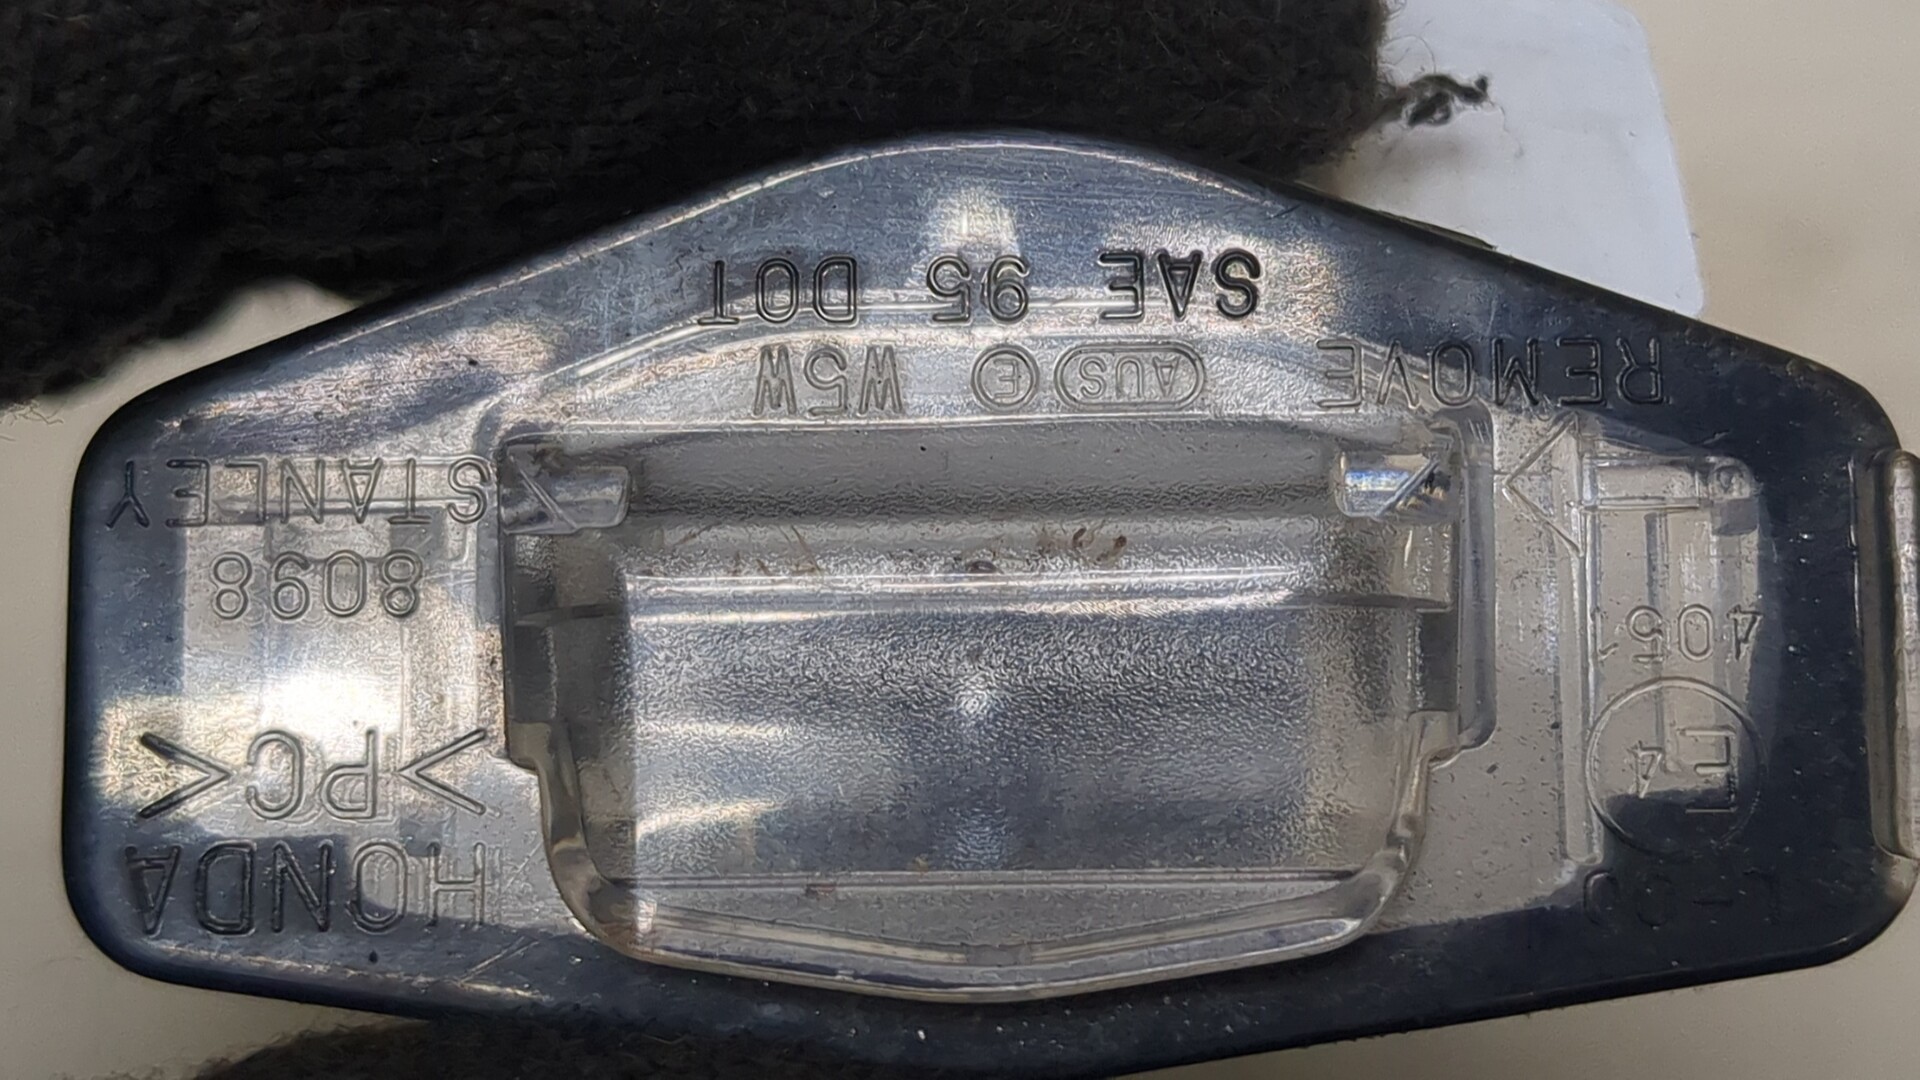 HONDA
>PC<
E4
4051
8098
STANLEY
REMOVE AUS E W5W
SAE 95 DOT